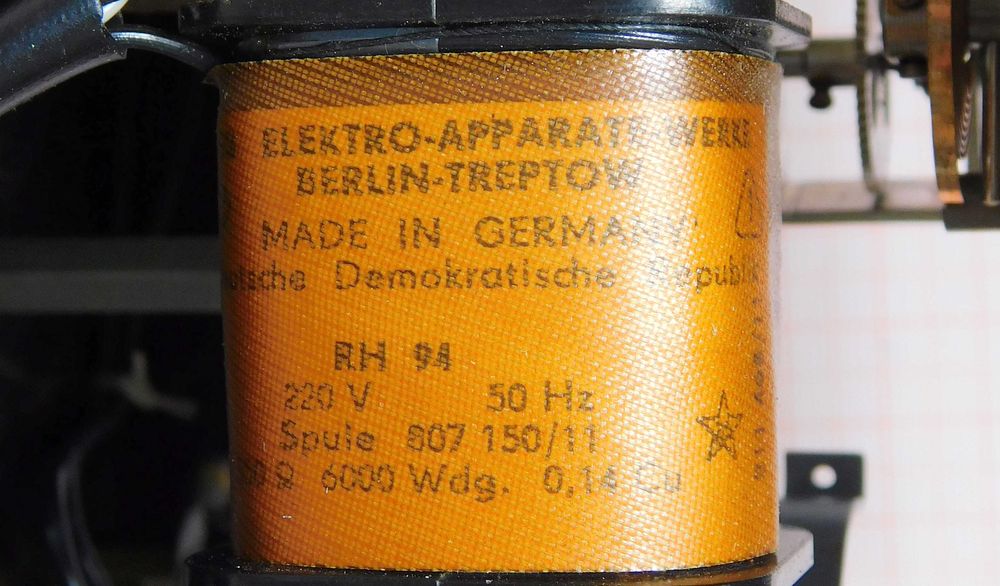 ELEKTRO-APPARATE-WERKE
BERLIN-TREPTOW
MADE IN GERMANY
Demokratische Republik
RH 94
220 V 50 Hz
Spule 807 150/11
Ω 6000 Wdg. 0,14 Cu